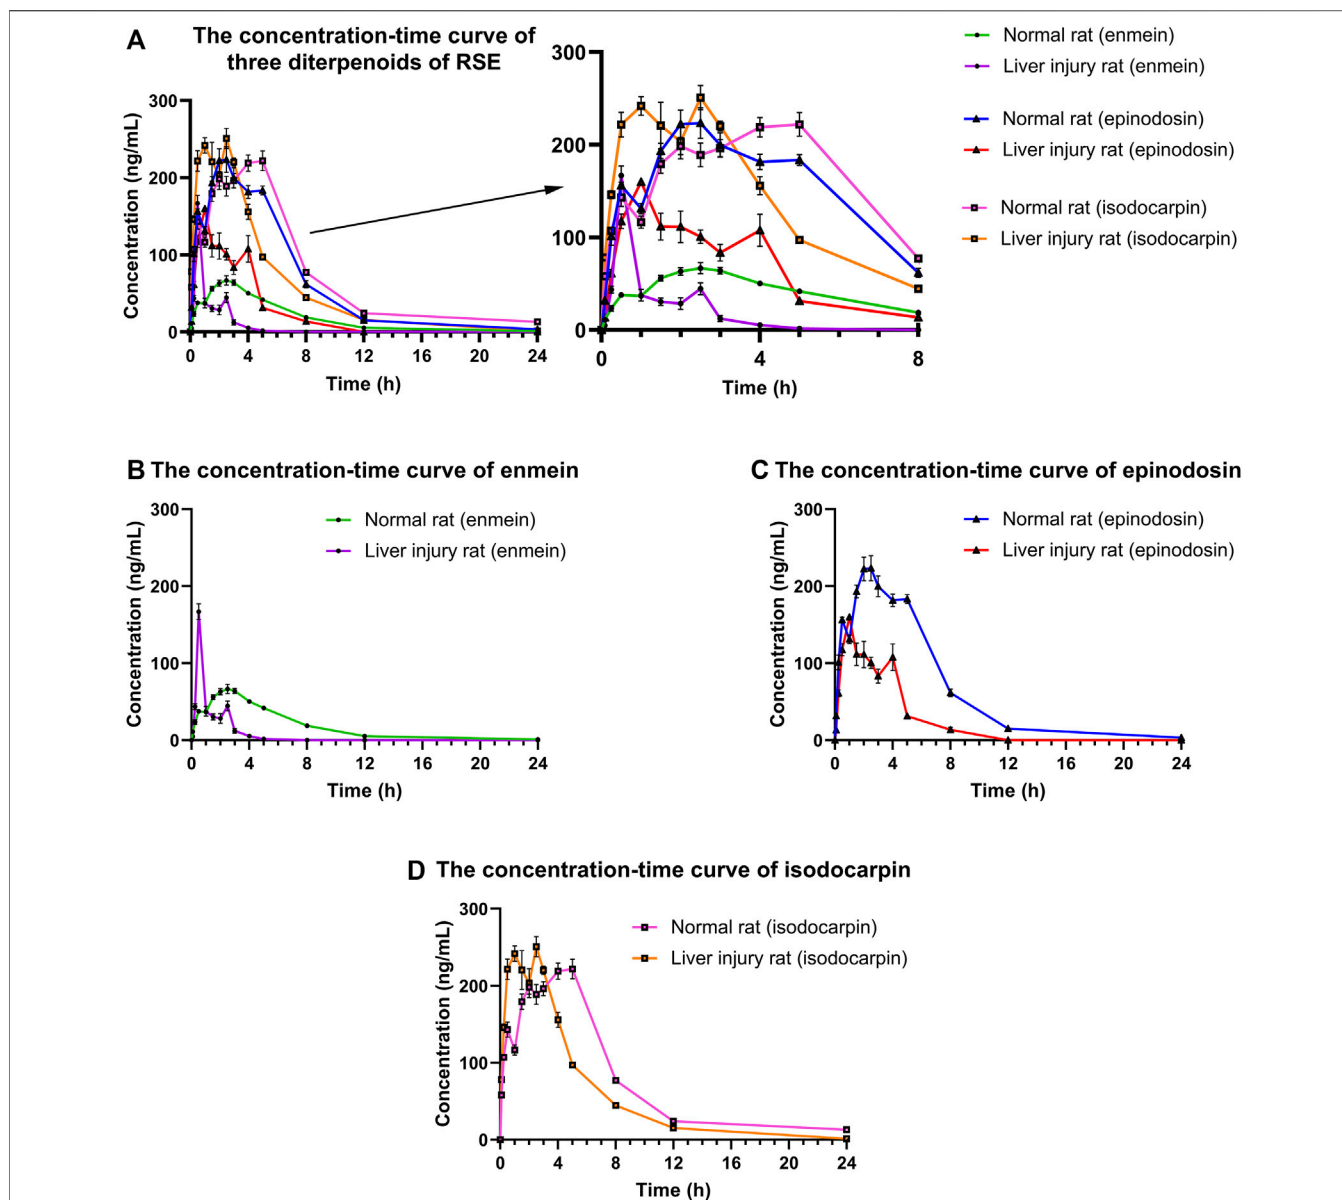 A
The concentration-time curve of
three diterpenoids of RSE
Concentration (ng/mL)
300
200
100
0
0 4 8 12 16 20 24
Time (h)
300
200
100
0
0 4 8
Time (h)
Normal rat (enmein)
Liver injury rat (enmein)
Normal rat (epinodosin)
Liver injury rat (epinodosin)
Normal rat (isodocarpin)
Liver injury rat (isodocarpin)
B The concentration-time curve of enmein
Concentration (ng/mL)
300
200
100
0
0 4 8 12 16 20 24
Time (h)
Normal rat (enmein)
Liver injury rat (enmein)
C The concentration-time curve of epinodosin
Concentration (ng/mL)
300
200
100
0
0 4 8 12 16 20 24
Time (h)
Normal rat (epinodosin)
Liver injury rat (epinodosin)
D The concentration-time curve of isodocarpin
Concentration (ng/mL)
300
200
100
0
0 4 8 12 16 20 24
Time (h)
Normal rat (isodocarpin)
Liver injury rat (isodocarpin)